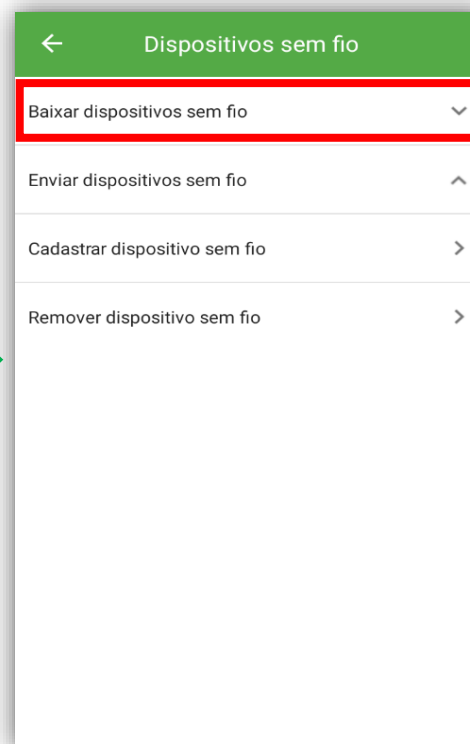 Dispositivos sem fio
Baixar dispositivos sem fio
Enviar dispositivos sem fio
Cadastrar dispositivo sem fio
Remover dispositivo sem fio